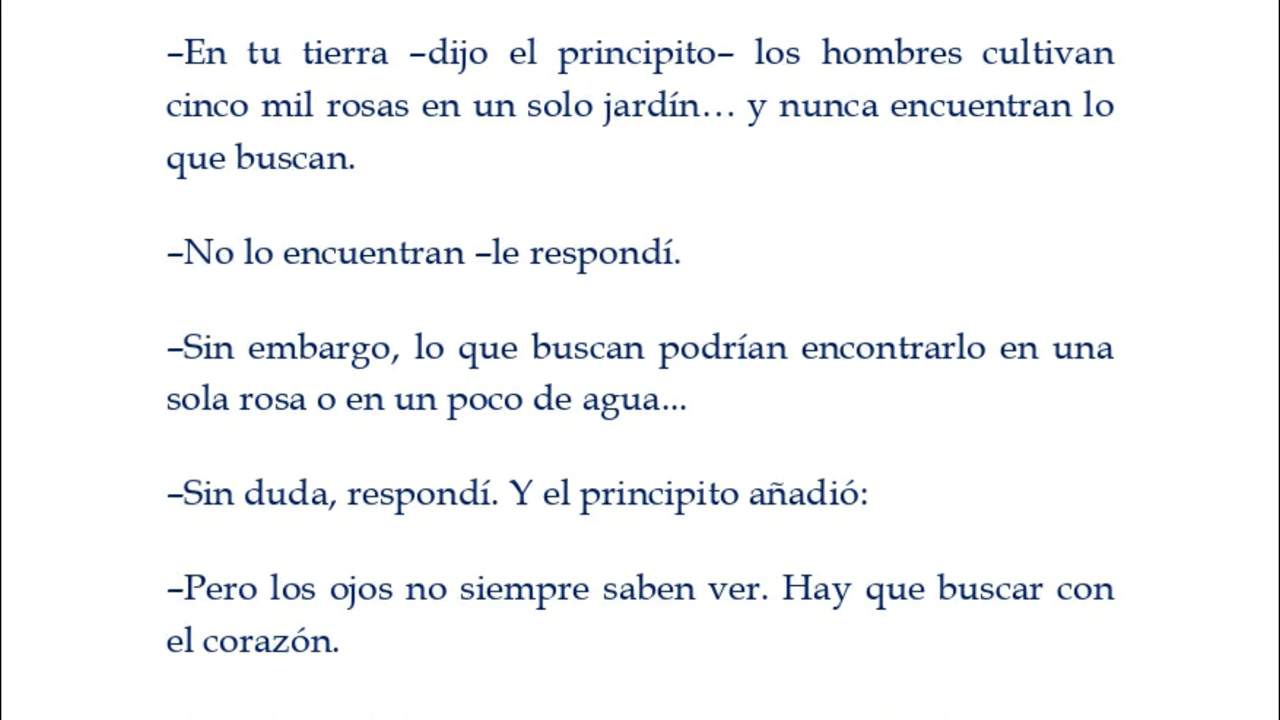 –En tu tierra –dijo el principito– los hombres cultivan
cinco mil rosas en un solo jardín… y nunca encuentran lo
que buscan.
–No lo encuentran –le respondí.
–Sin embargo, lo que buscan podrían encontrarlo en una
sola rosa o en un poco de agua...
–Sin duda, respondí. Y el principito añadió:
–Pero los ojos no siempre saben ver. Hay que buscar con
el corazón.